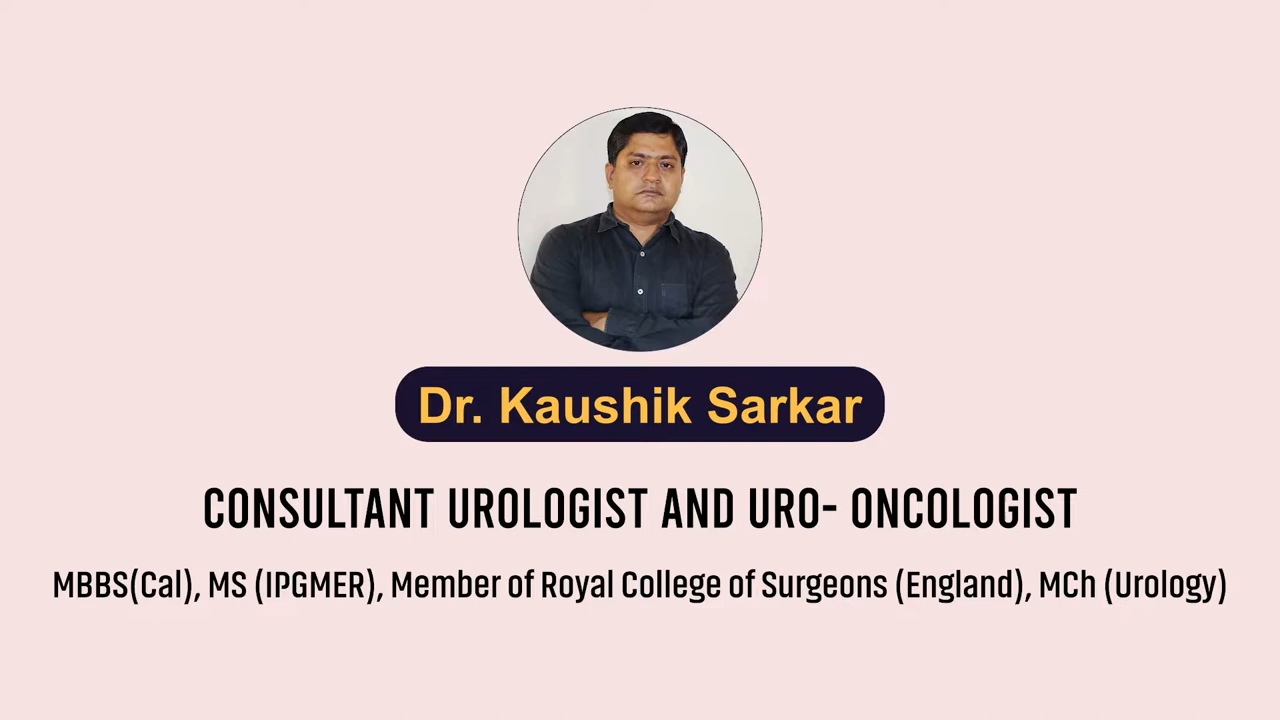 Dr. Kaushik Sarkar
CONSULTANT UROLOGIST AND URO- ONCOLOGIST
MBBS(Cal), MS (IPGMER), Member of Royal College of Surgeons (England), MCh (Urology)